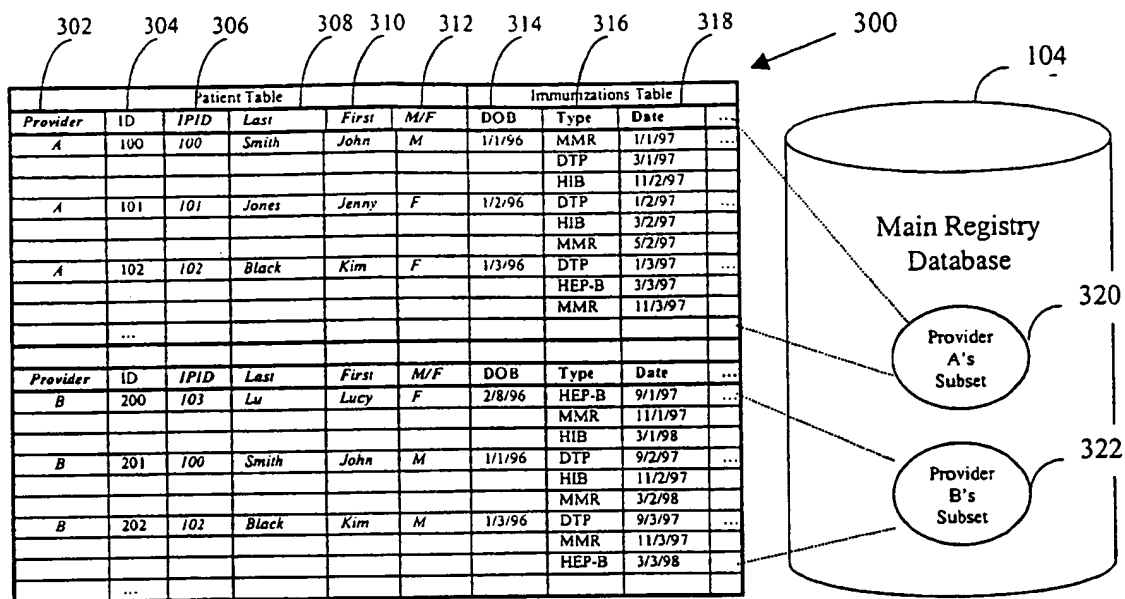 302 304 306 308 310 312 314 316 318 300
104
Patient Table Immunizations Table
Provider ID IPID Last First M/F DOB Type Date ...
A 100 100 Smith John M 1/1/96 MMR 1/1/97 ...
DTP 3/1/97
HIB 11/2/97
A 101 101 Jones Jenny F 1/2/96 DTP 1/2/97 ...
HIB 3/2/97
MMR 5/2/97
A 102 102 Black Kim F 1/3/96 DTP 1/3/97 ...
HEP-B 3/3/97
MMR 11/3/97
...
Provider ID IPID Last First M/F DOB Type Date ...
B 200 103 Lu Lucy F 2/8/96 HEP-B 9/1/97 ...
MMR 11/1/97
HIB 3/1/98
B 201 100 Smith John M 1/1/96 DTP 9/2/97 ...
HIB 11/2/97
MMR 3/2/98
B 202 102 Black Kim M 1/3/96 DTP 9/3/97 ...
MMR 11/3/97
HEP-B 3/3/98
...
Main Registry
Database
320
Provider
A's
Subset
322
Provider
B's
Subset